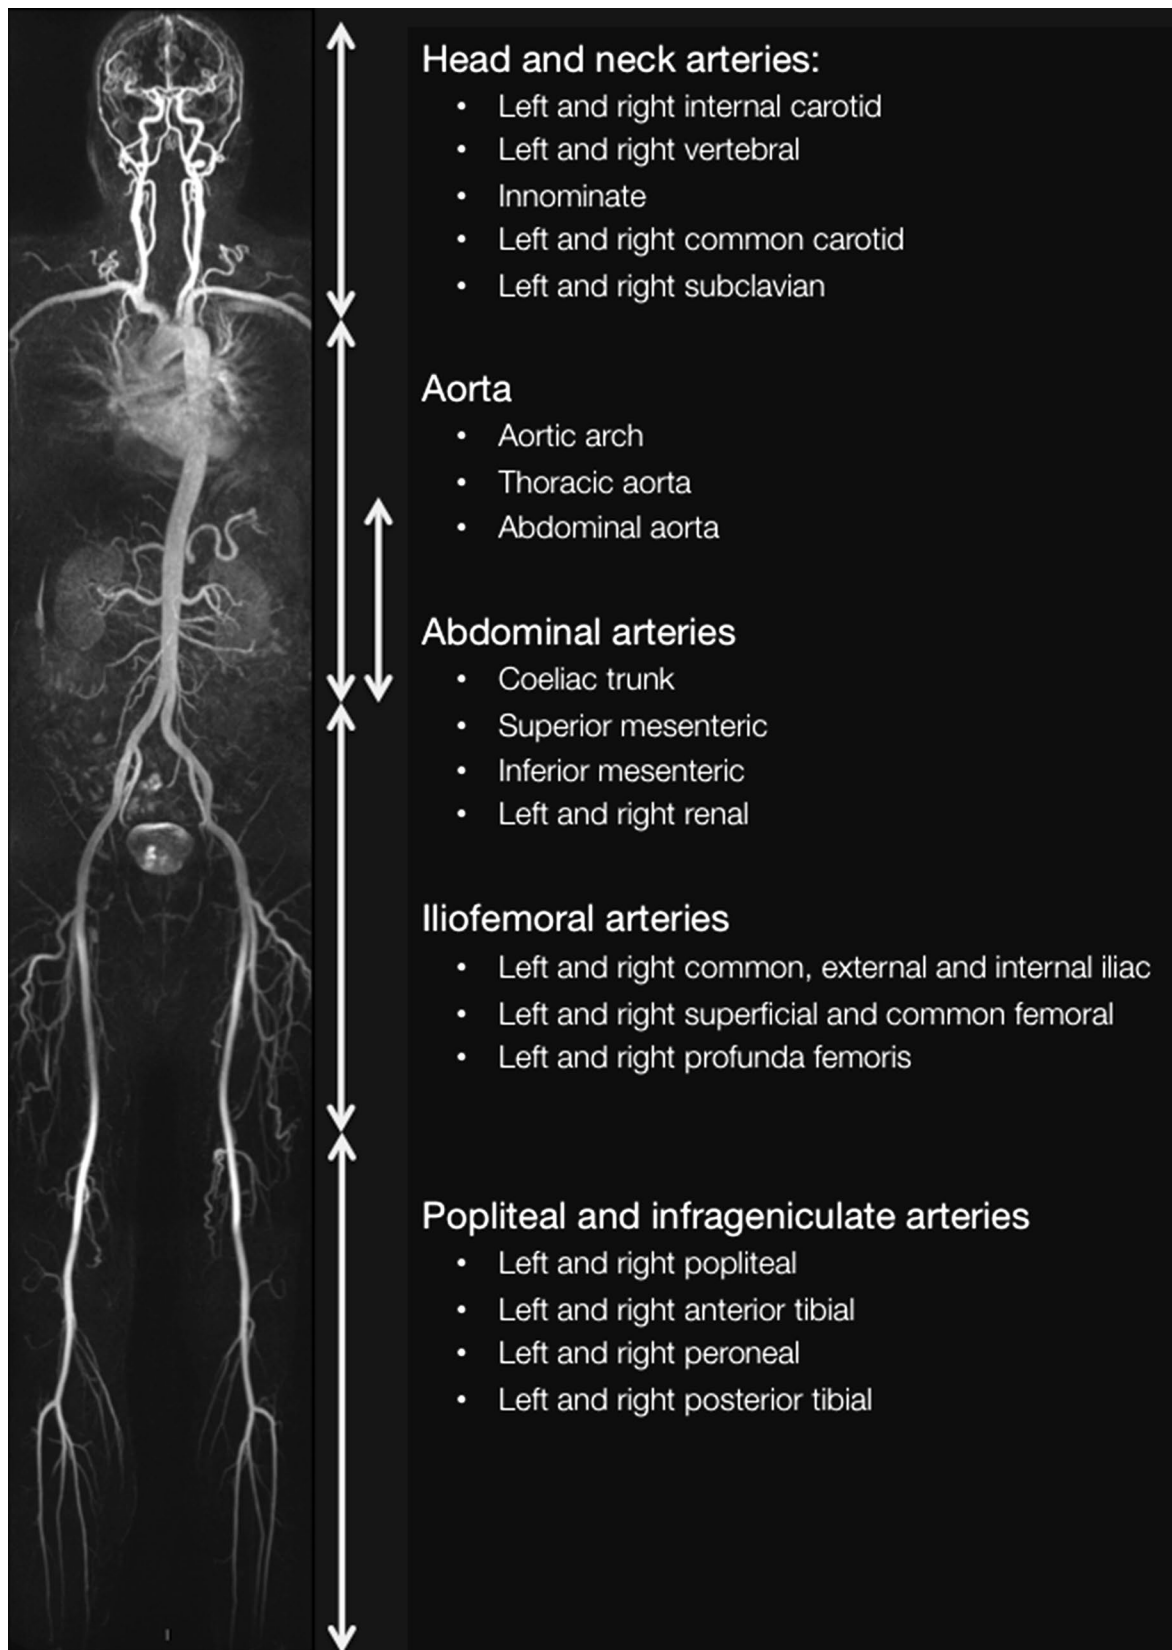 Head and neck arteries:
• Left and right internal carotid
• Left and right vertebral
• Innominate
• Left and right common carotid
• Left and right subclavian
Aorta
• Aortic arch
• Thoracic aorta
• Abdominal aorta
Abdominal arteries
• Coeliac trunk
• Superior mesenteric
• Inferior mesenteric
• Left and right renal
Iliofemoral arteries
• Left and right common, external and internal iliac
• Left and right superficial and common femoral
• Left and right profunda femoris
Popliteal and infrageniculate arteries
• Left and right popliteal
• Left and right anterior tibial
• Left and right peroneal
• Left and right posterior tibial